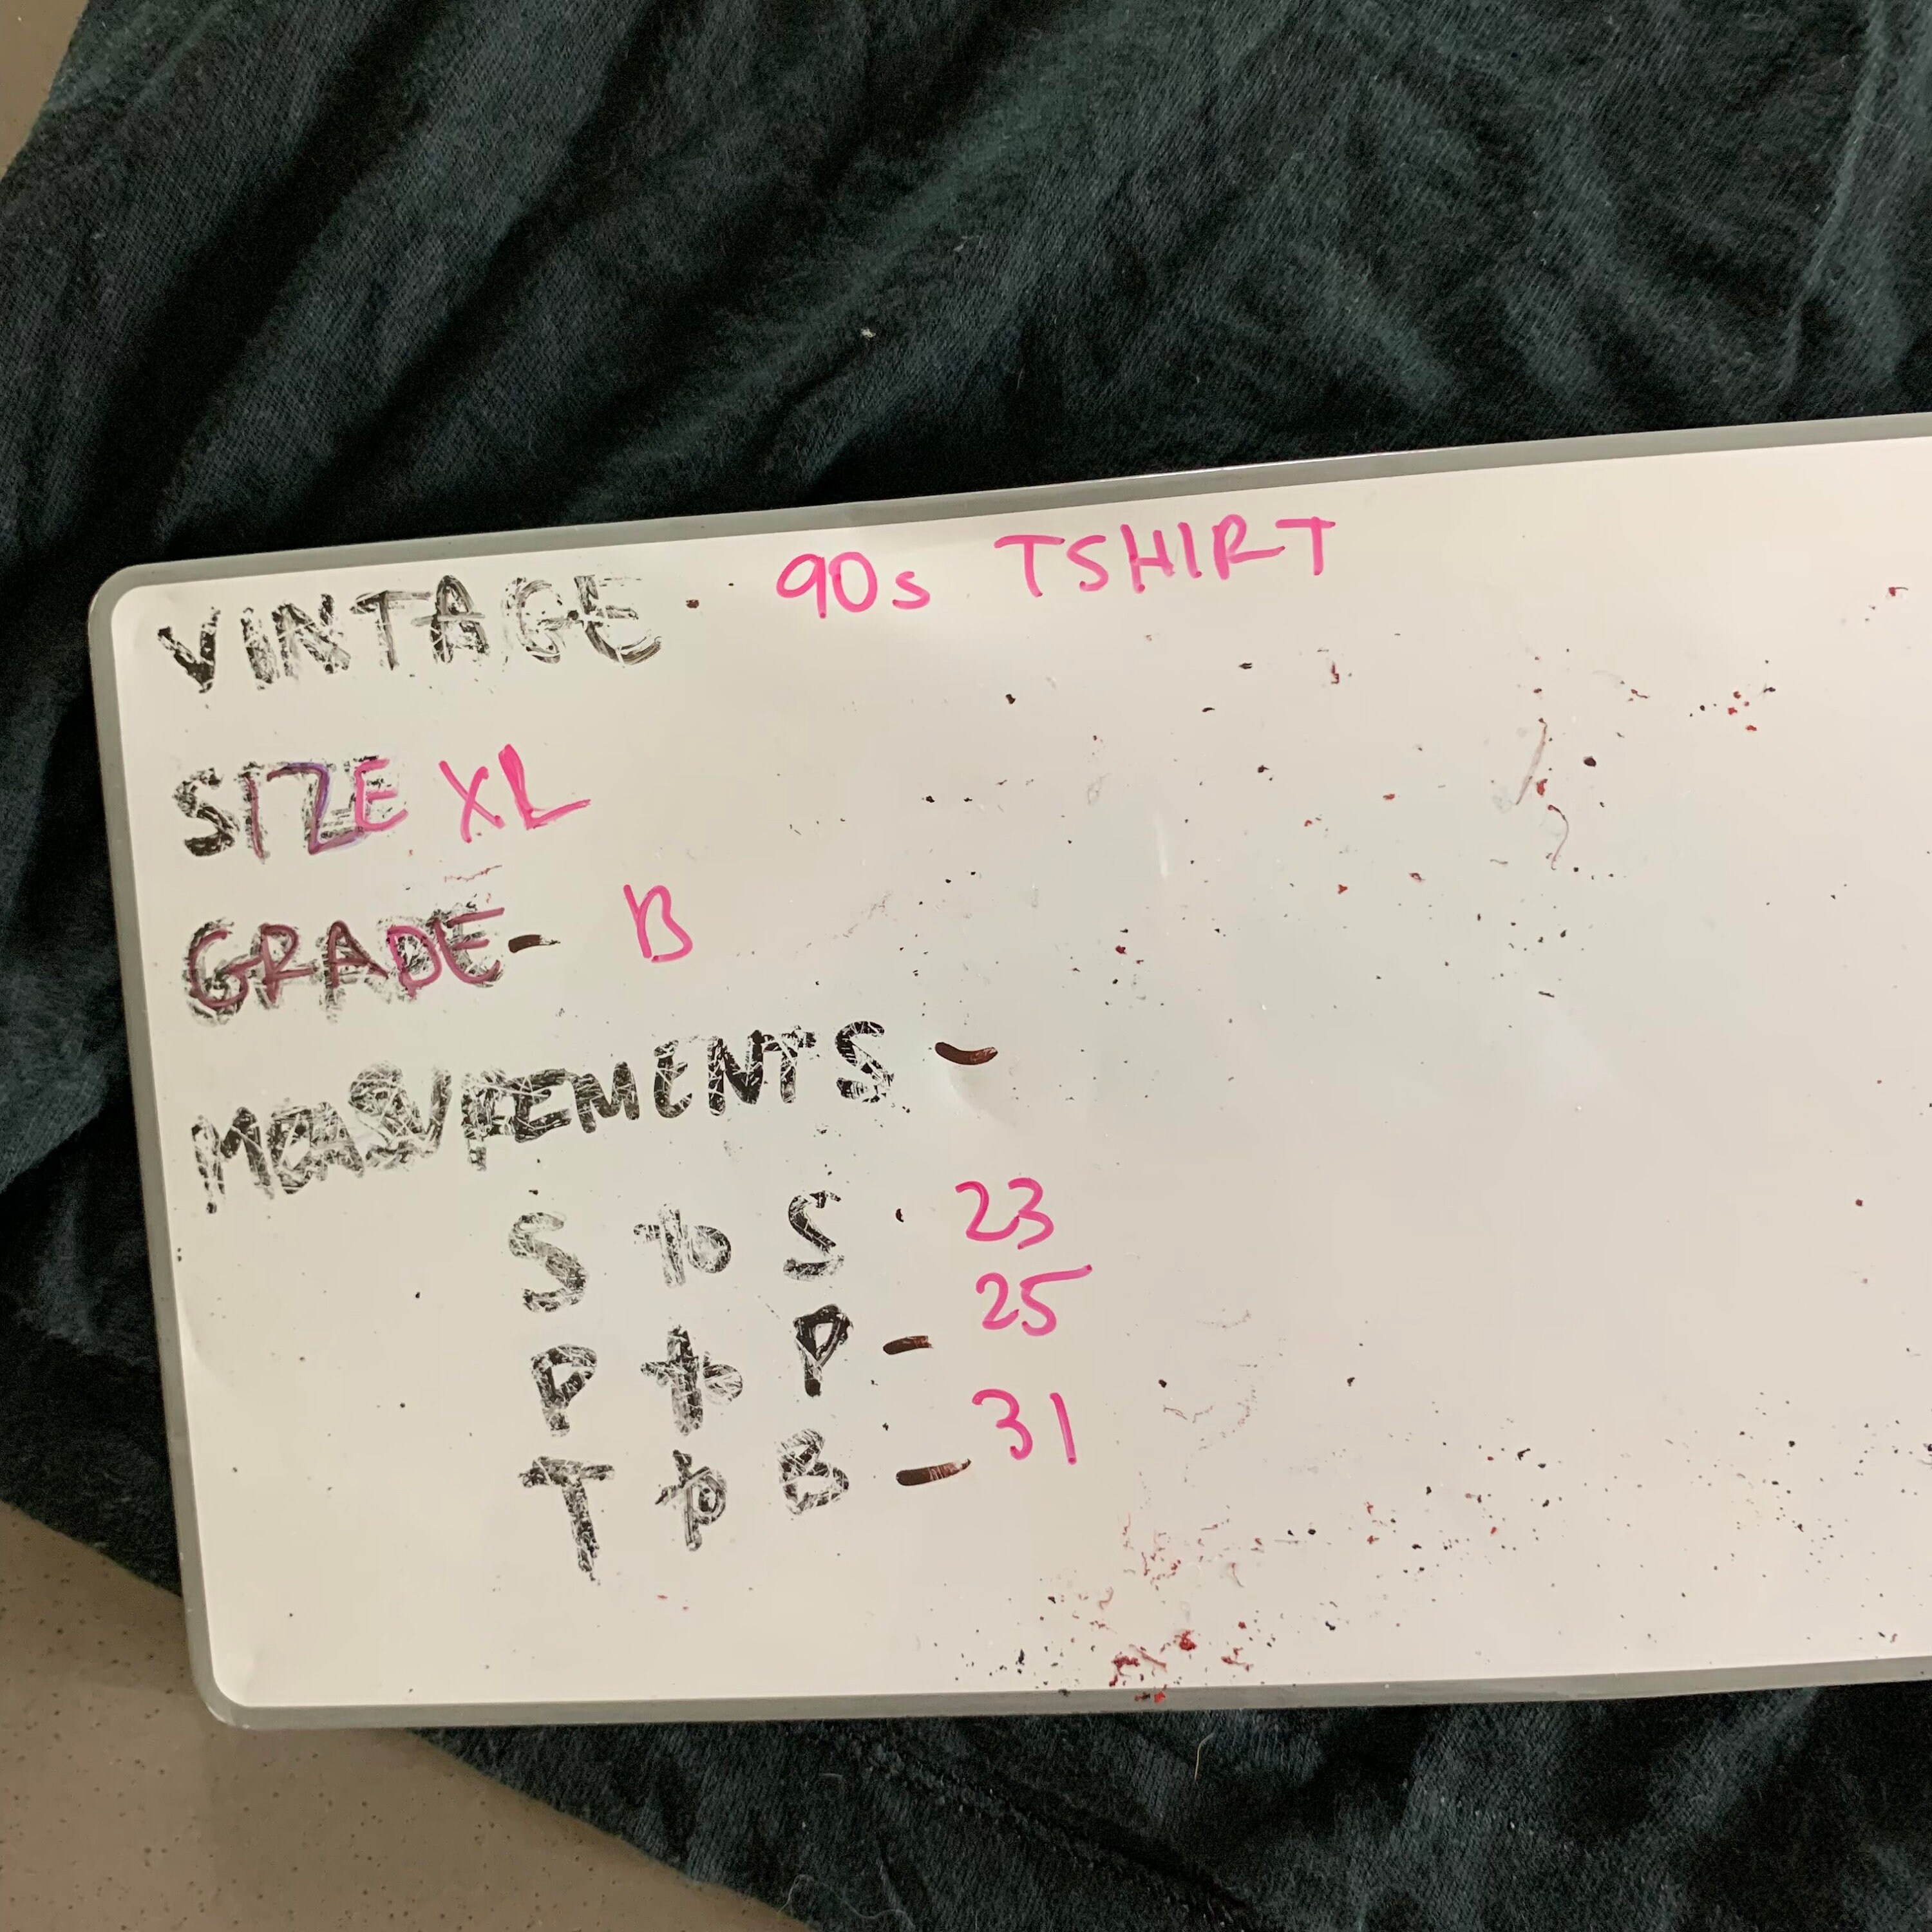 VINTAGE - 90s TSHIRT
SIZE XL
GRADE- B
MEASUREMENTS -
S to S - 23
P to P - 25
T to B - 31